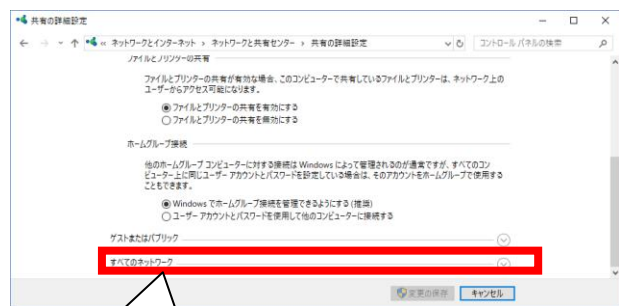 共有の詳細設定
« ネットワークとインターネット › ネットワークと共有センター › 共有の詳細設定
コントロール パネルの検索
ファイルとプリンターの共有
ファイルとプリンターの共有が有効な場合、このコンピューターで共有しているファイルとプリンターは、ネットワーク上の
ユーザーからアクセス可能になります。
ファイルとプリンターの共有を有効にする
ファイルとプリンターの共有を無効にする
ホームグループ接続
他のホームグループ コンピューターに対する接続は Windows によって管理されるのが通常ですが、すべてのコン
ピューター上に同じユーザー アカウントとパスワードを設定している場合は、そのアカウントをホームグループで使用する
こともできます。
Windows でホームグループ接続を管理できるようにする (推奨)
ユーザー アカウントとパスワードを使用して他のコンピューターに接続する
ゲストまたはパブリック
すべてのネットワーク
変更の保存
キャンセル